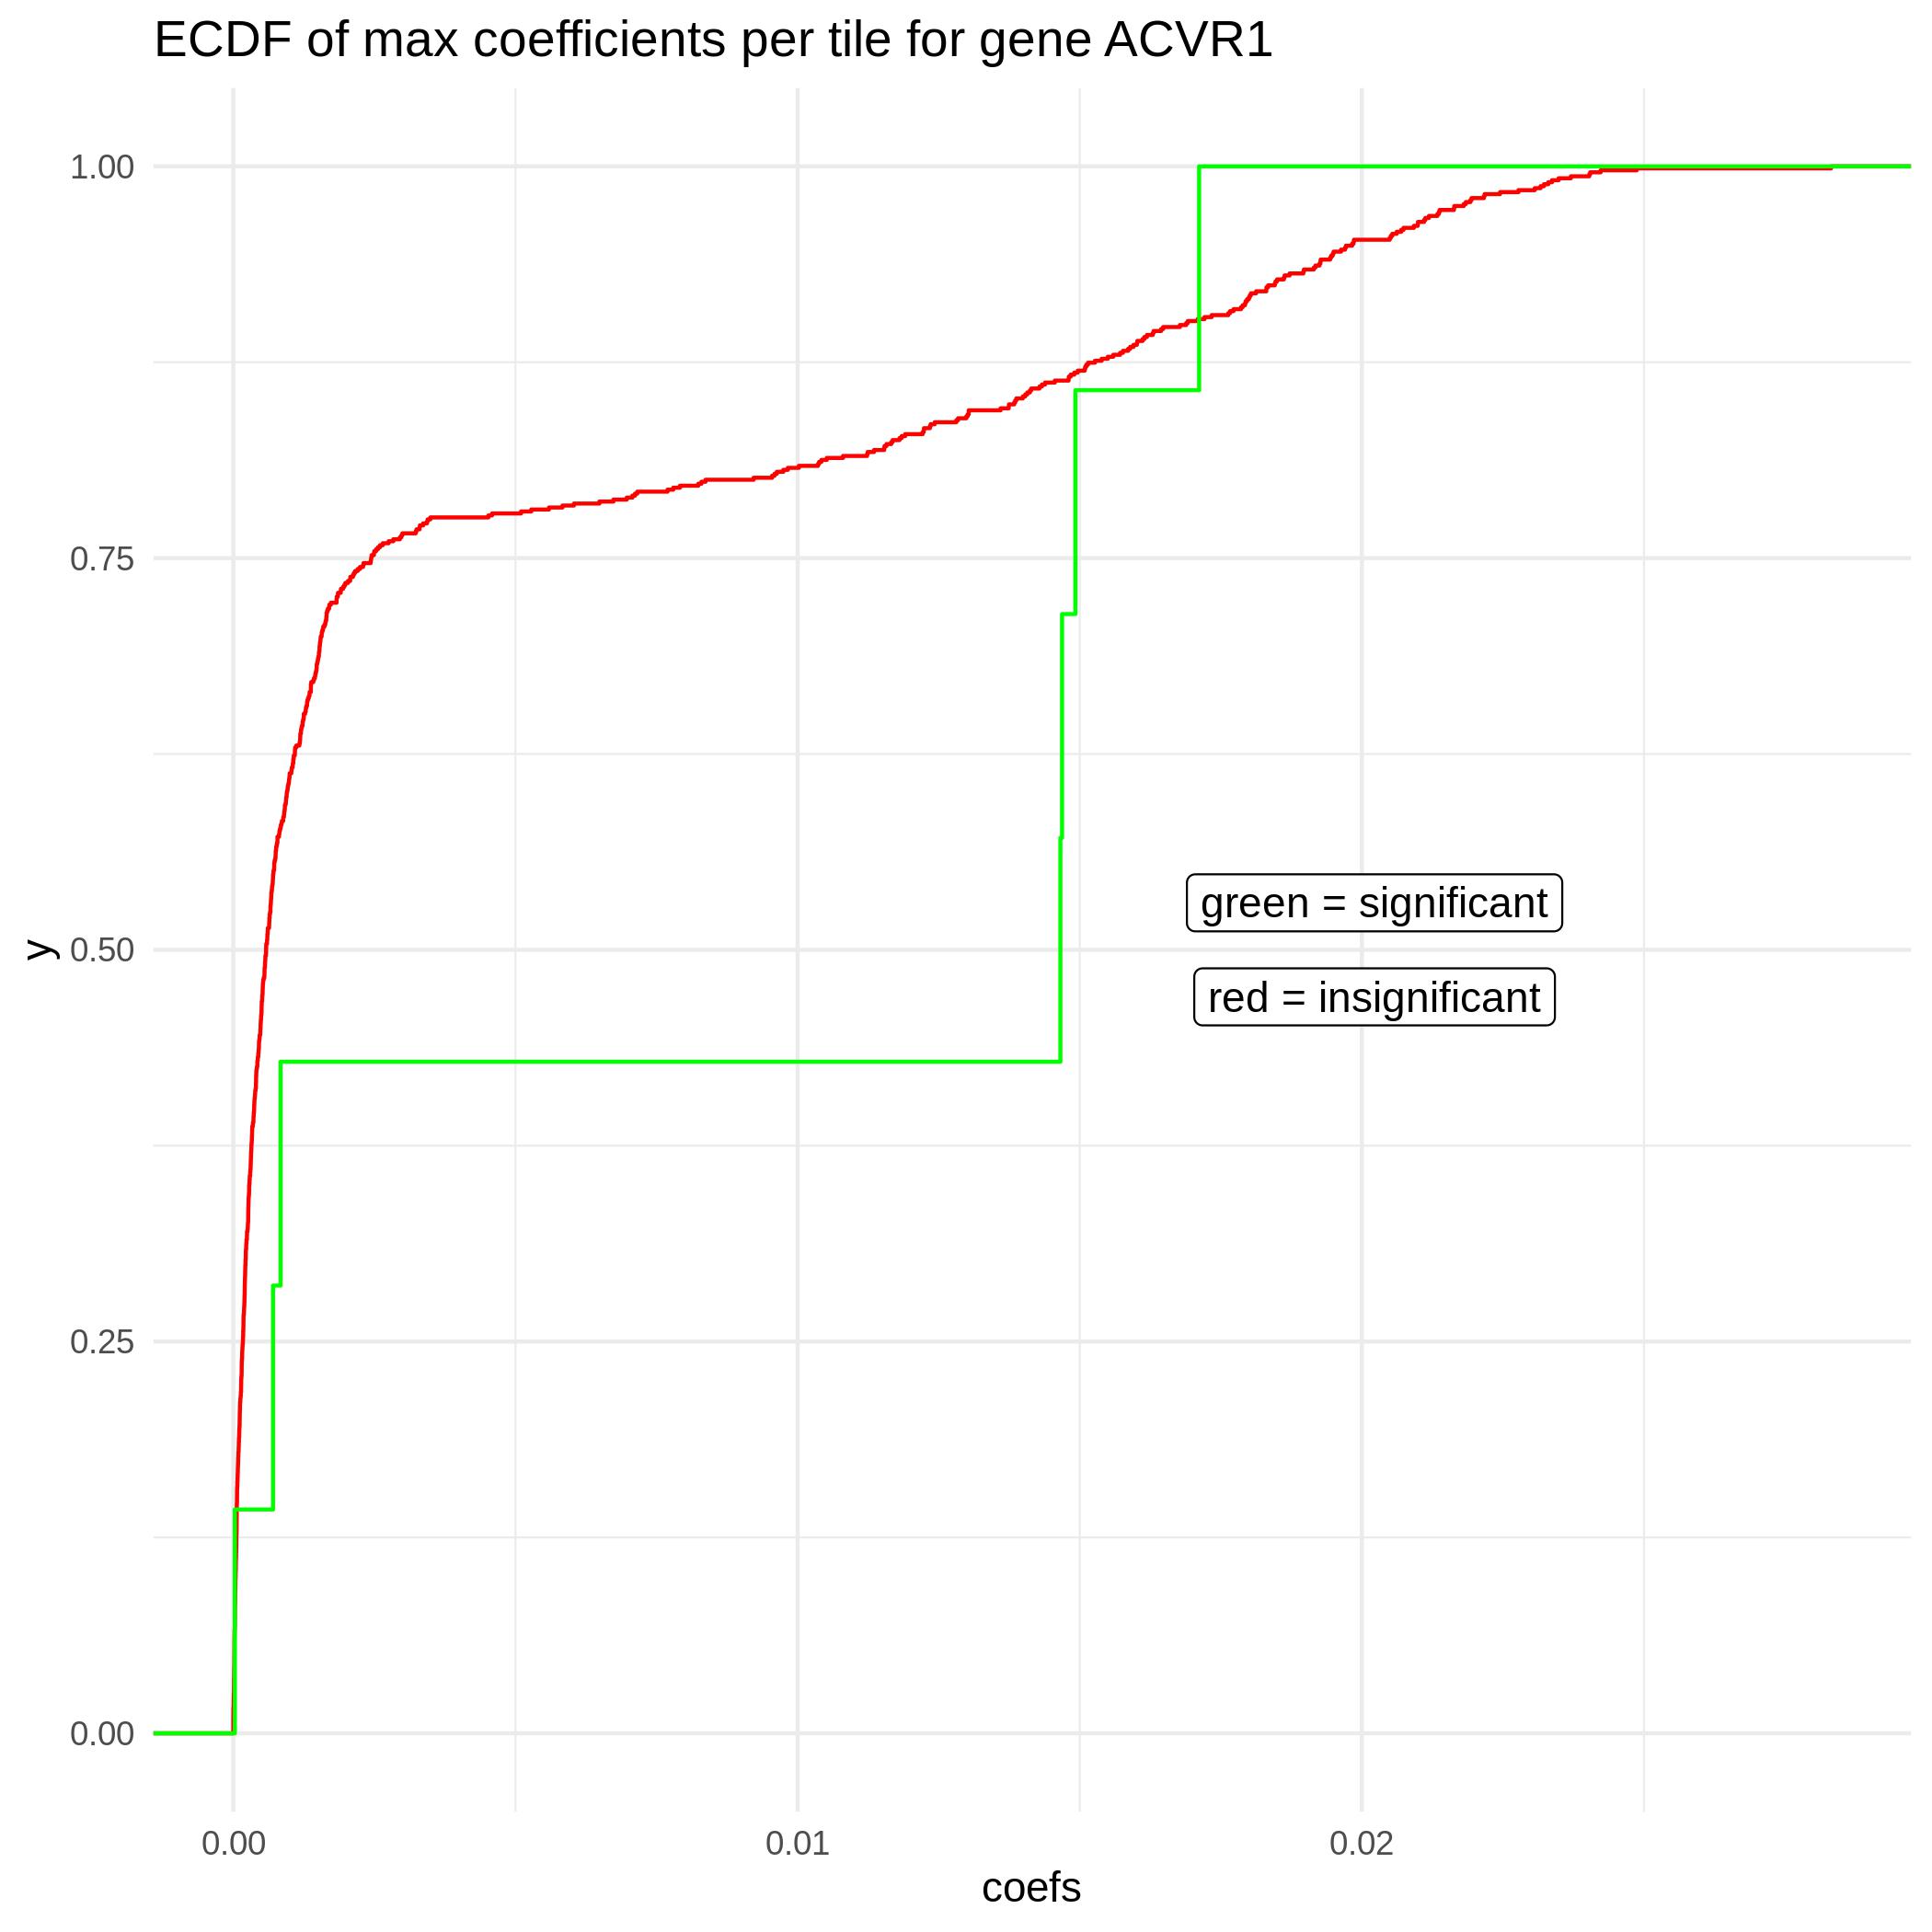 ECDF of max coefficients per tile for gene ACVR1
1.00
0.75
0.50
0.25
0.00
y
green = significant
red = insignificant
0.00 0.01 0.02
coefs